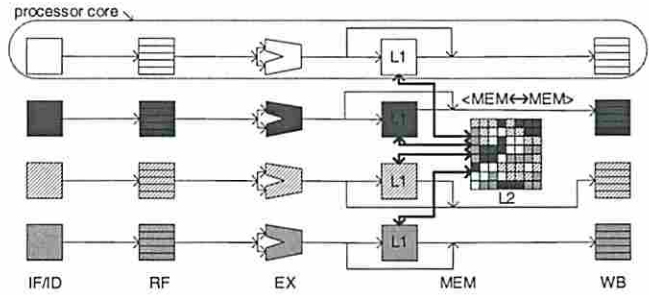 processor core
L1
<MEM↔MEM>
L1
L1
L2
L1
IF/ID RF EX MEM WB